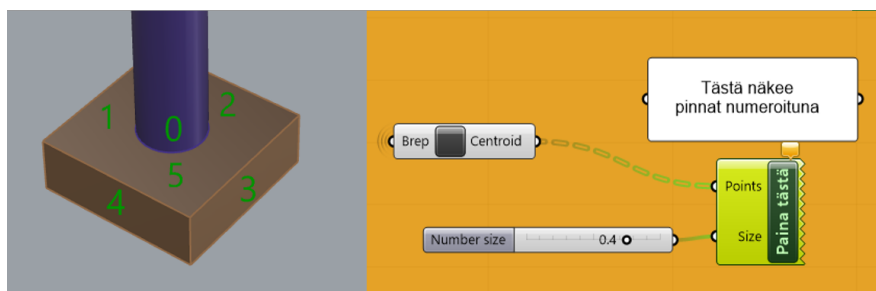 1
2
0
5
3
4
Tästä näkee
pinnat numeroituna
Brep
Centroid
Points
Size
Paina tästä
Number size
0.4